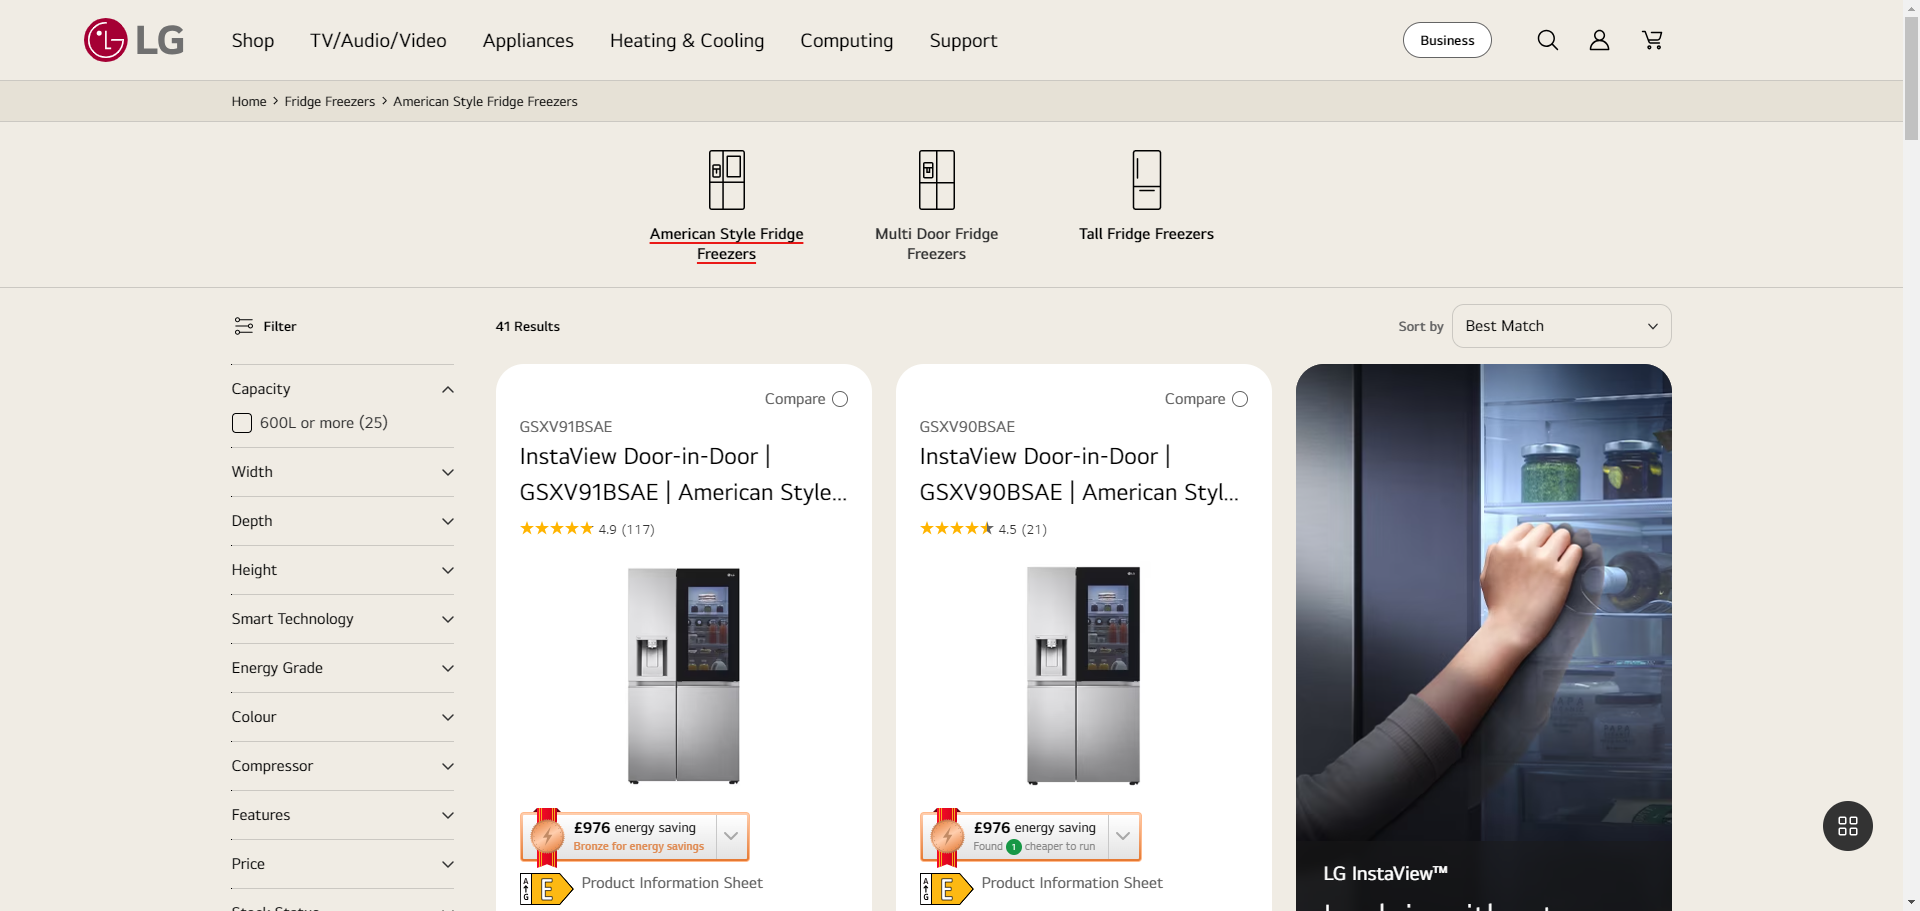 LG
Shop
TV/Audio/Video
Appliances
Heating & Cooling
Computing
Support
Business
Home > Fridge Freezers > American Style Fridge Freezers
American Style Fridge
Freezers
Multi Door Fridge
Freezers
Tall Fridge Freezers
Filter
41 Results
Sort by
Best Match
Capacity
600L or more (25)
Width
Depth
Height
Smart Technology
Energy Grade
Colour
Compressor
Features
Price
Compare
GSXV91BSAE
InstaView Door-in-Door |
GSXV91BSAE | American Style...
4.9 (117)
£976 energy saving
Bronze for energy savings
A
G
E
Product Information Sheet
Compare
GSXV90BSAE
InstaView Door-in-Door |
GSXV90BSAE | American Styl...
4.5 (21)
£976 energy saving
Found 1 cheaper to run
A
G
E
Product Information Sheet
LG InstaView™